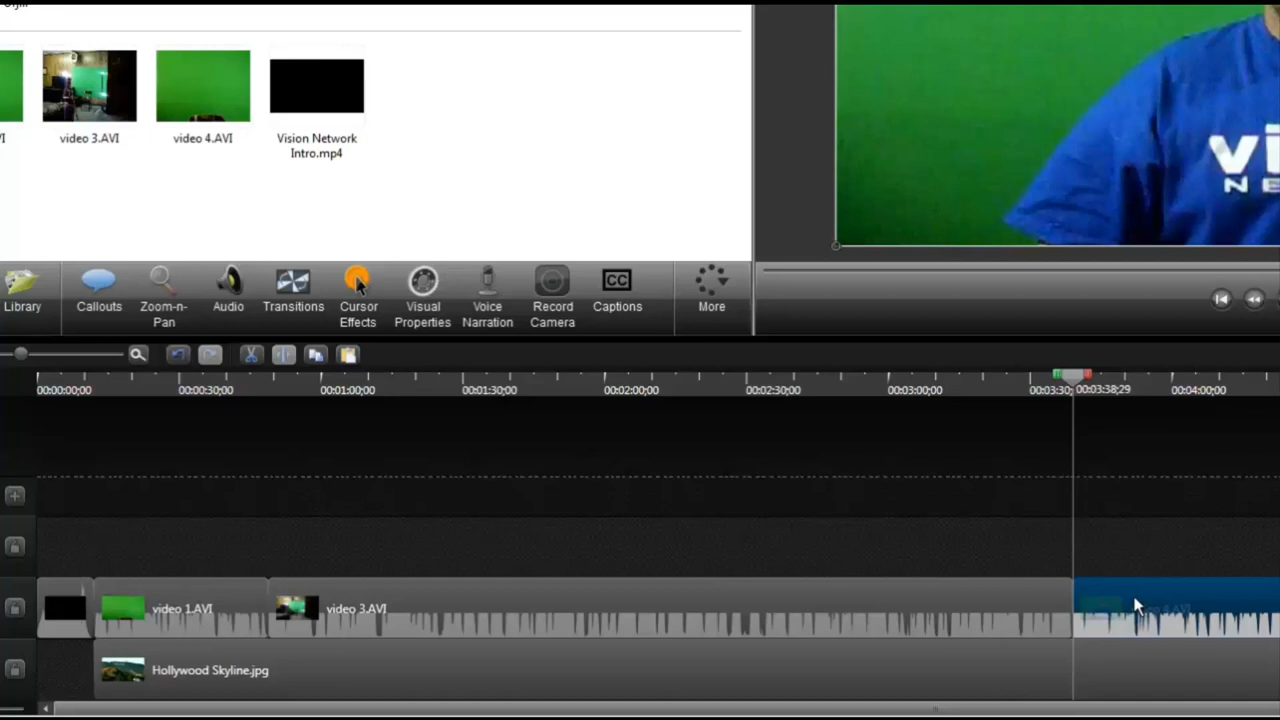 video 3.AVI
video 4.AVI
Vision Network
Intro.mp4
vi
NE
Library
Callouts
Zoom-n-
Pan
Audio
Transitions
Cursor
Effects
Visual
Properties
Voice
Narration
Record
Camera
CC
Captions
More
00:00:00;00
00:00:30;00
00:01:00;00
00:01:30;00
00:02:00;00
00:02:30;00
00:03:00;00
00:03:30;
00:03:38;29
00:04:00;00
video 1.AVI
video 3.AVI
Hollywood Skyline.jpg